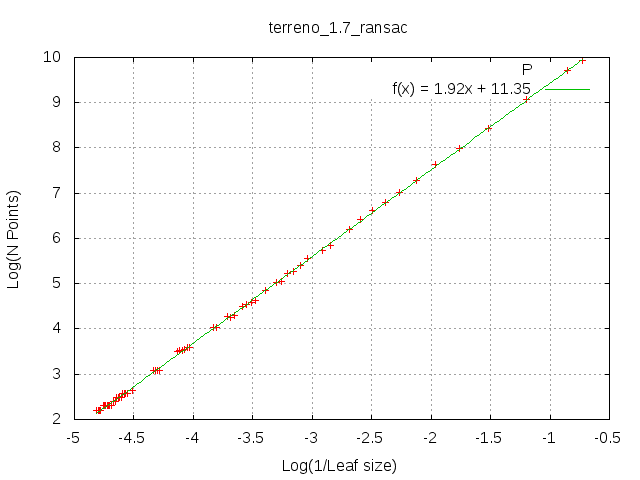 terreno_1.7_ransac
10
9
8
7
6
5
4
3
2
Log(N Points)
P
f(x) = 1.92x + 11.35
-5 -4.5 -4 -3.5 -3 -2.5 -2 -1.5 -1 -0.5
Log(1/Leaf size)